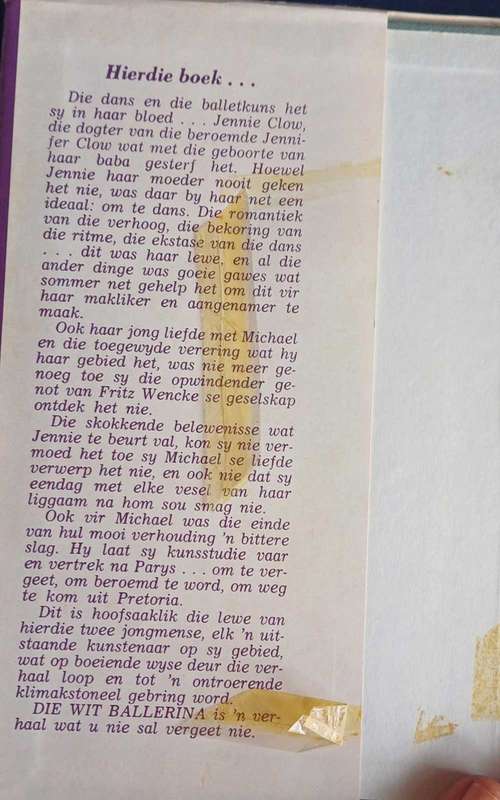 Hierdie boek . . .
Die dans en die balletkuns het
sy in haar bloed . . . Jennie Clow,
die dogter van die beroemde Jenni-
fer Clow wat met die geboorte van
haar baba gesterf het. Hoewel
Jennie haar moeder nooit geken
het nie, was daar by haar net een
ideaal: om te dans. Die romantiek
van die verhoog, die bekoring van
die ritme, die ekstase van die dans
. . . dit was haar lewe, en al die
ander dinge was goeie gawes wat
sommer net gehelp het om dit vir
haar makliker en aangenamer te
maak.
Ook haar jong liefde met Michael
en die toegewyde verering wat hy
haar gebied het, was nie meer ge-
noeg toe sy die opwindender ge-
not van Fritz Wencke se geselskap
ontdek het nie.
Die skokkende belewenisse wat
Jennie te beurt val, kon sy nie ver-
moed het toe sy Michael se liefde
verwerp het nie, en ook nie dat sy
eendag met elke vesel van haar
liggaam na hom sou smag nie.
Ook vir Michael was die einde
van hul mooi verhouding 'n bittere
slag. Hy laat sy kunsstudie vaar
en vertrek na Parys . . . om te ver-
geet, om beroemd te word, om weg
te kom uit Pretoria.
Dit is hoofsaaklik die lewe van
hierdie twee jongmense, elk 'n uit-
staande kunstenaar op sy gebied,
wat op boeiende wyse deur die ver-
haal loop en tot 'n ontroerende
klimakstoneel gebring word.
DIE WIT BALLERINA is 'n ver-
haal wat u nie sal vergeet nie.